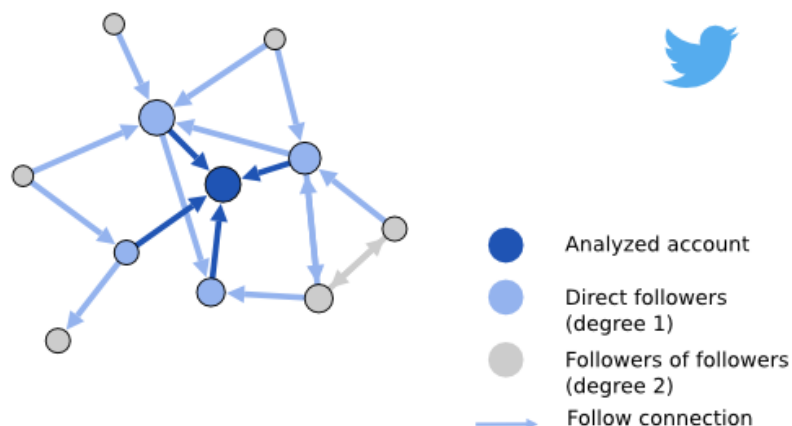 Analyzed account
Direct followers
(degree 1)
Followers of followers
(degree 2)
Follow connection